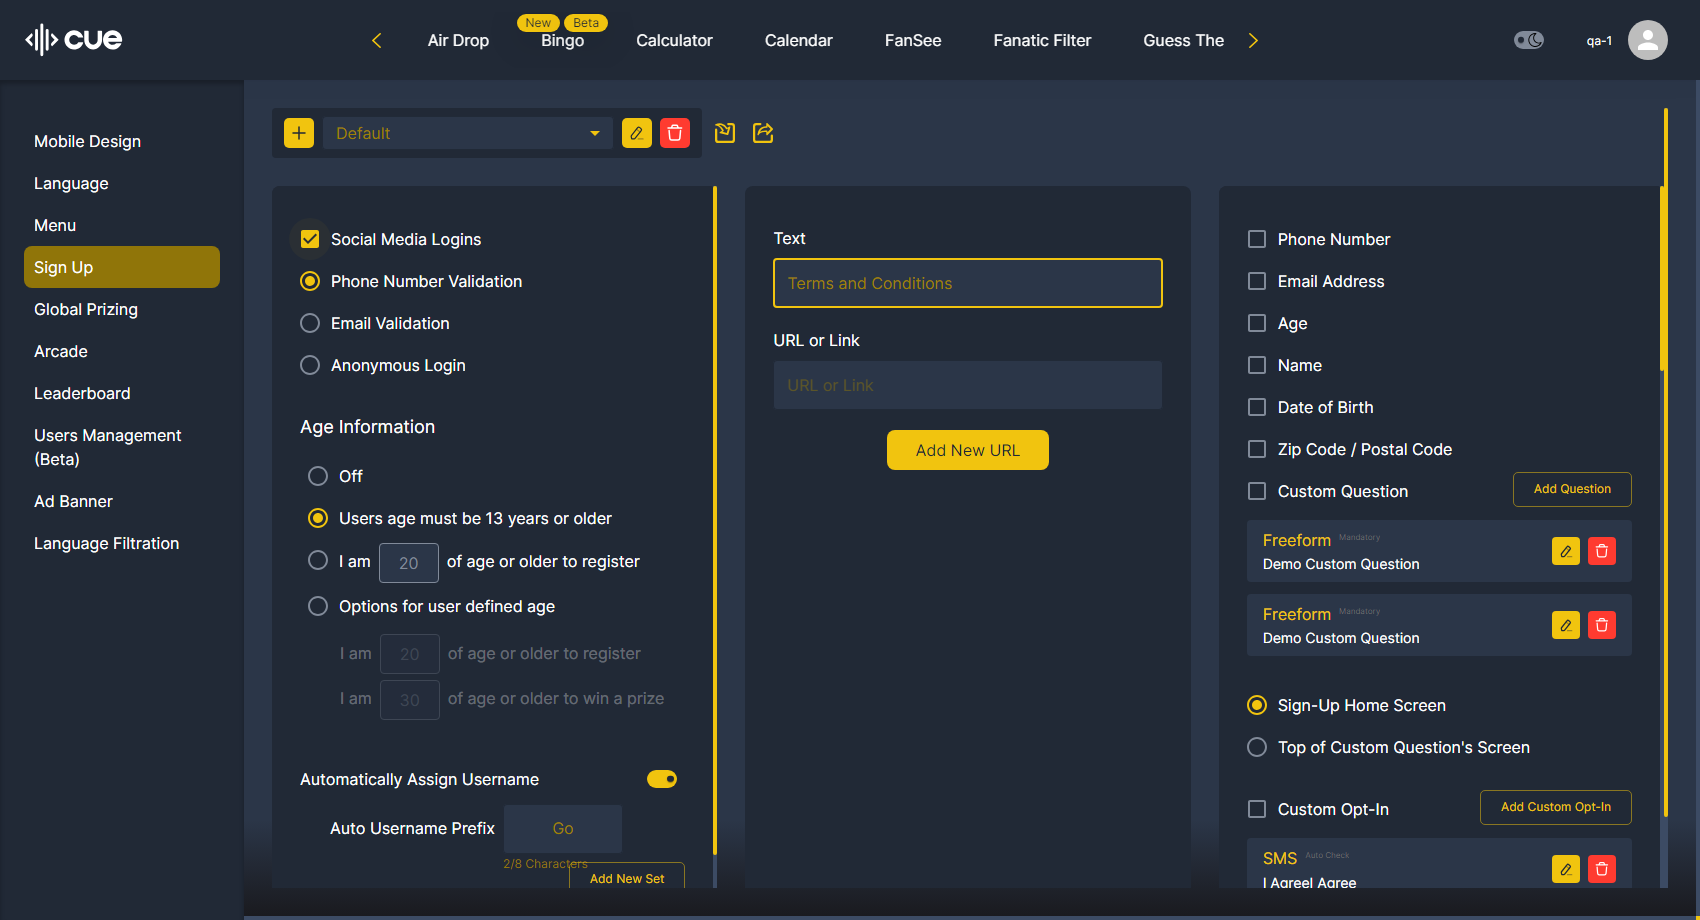 cue
New
Beta
Air Drop
Bingo
Calculator
Calendar
FanSee
Fanatic Filter
Guess The
qa-1
Mobile Design
Language
Menu
Sign Up
Global Prizing
Arcade
Leaderboard
Users Management
(Beta)
Ad Banner
Language Filtration
Default
Social Media Logins
Phone Number Validation
Email Validation
Anonymous Login
Age Information
Off
Users age must be 13 years or older
I am 20 of age or older to register
Options for user defined age
I am 20 of age or older to register
I am 30 of age or older to win a prize
Automatically Assign Username
Auto Username Prefix Go
2/8 Characters
Add New Set
Text
Terms and Conditions
URL or Link
URL or Link
Add New URL
Phone Number
Email Address
Age
Name
Date of Birth
Zip Code / Postal Code
Custom Question
Add Question
Freeform Mandatory
Demo Custom Question
Freeform Mandatory
Demo Custom Question
Sign-Up Home Screen
Top of Custom Question's Screen
Custom Opt-In
Add Custom Opt-In
SMS Auto Check
I AgreeI Agree